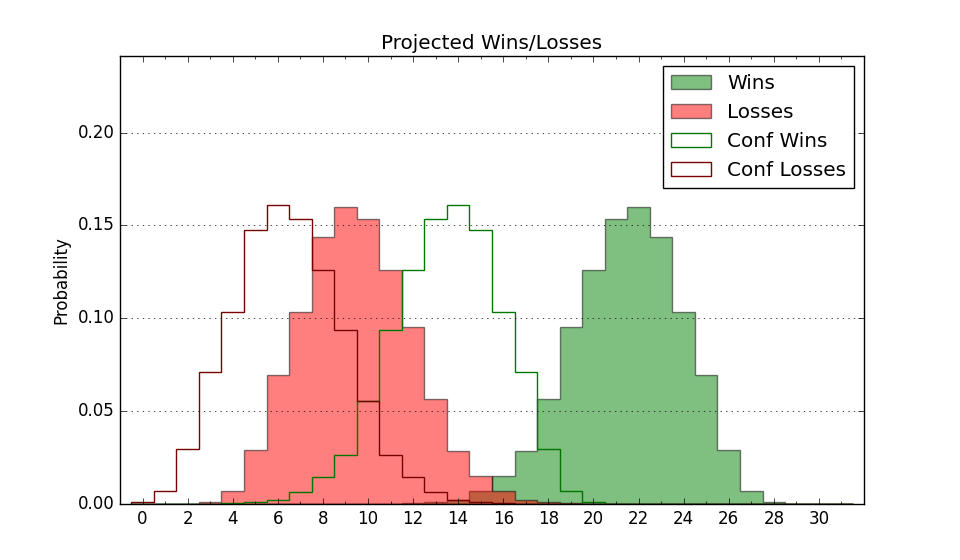 Projected Wins/Losses
Wins
Losses
Conf Wins
Conf Losses
Probability
0.20
0.15
0.10
0.05
0.00
0 2 4 6 8 10 12 14 16 18 20 22 24 26 28 30